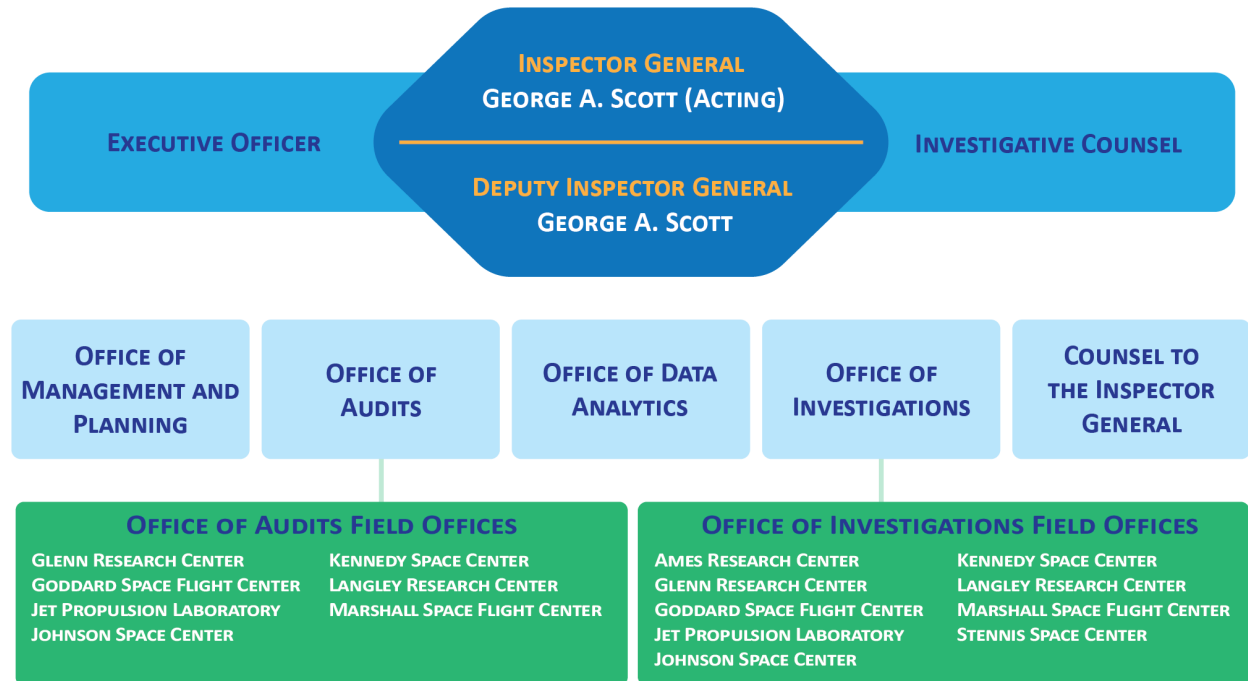 Inspector General
George A. Scott (Acting)
Executive Officer
Investigative Counsel
Deputy Inspector General
George A. Scott
Office of
Management and
Planning
Office of
Audits
Office of Data
Analytics
Office of
Investigations
Counsel to
the Inspector
General
Office of Audits Field Offices
Glenn Research Center
Goddard Space Flight Center
Jet Propulsion Laboratory
Johnson Space Center
Kennedy Space Center
Langley Research Center
Marshall Space Flight Center
Office of Investigations Field Offices
Ames Research Center
Glenn Research Center
Goddard Space Flight Center
Jet Propulsion Laboratory
Johnson Space Center
Kennedy Space Center
Langley Research Center
Marshall Space Flight Center
Stennis Space Center